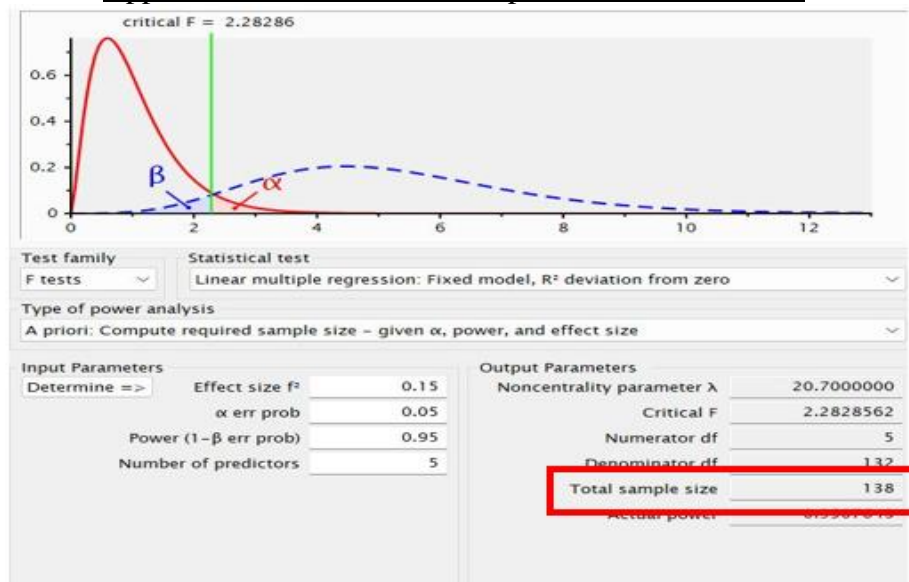 critical F = 2.28286
0.6
0.4
0.2
0
β
α
0 2 4 6 8 10 12
Test family Statistical test
F tests Linear multiple regression: Fixed model, R² deviation from zero
Type of power analysis
A priori: Compute required sample size – given α, power, and effect size
Input Parameters Output Parameters
Determine => Effect size f² 0.15 Noncentrality parameter λ 20.7000000
α err prob 0.05 Critical F 2.2828562
Power (1-β err prob) 0.95 Numerator df 5
Number of predictors 5 Denominator df 132
Total sample size 138
Actual power